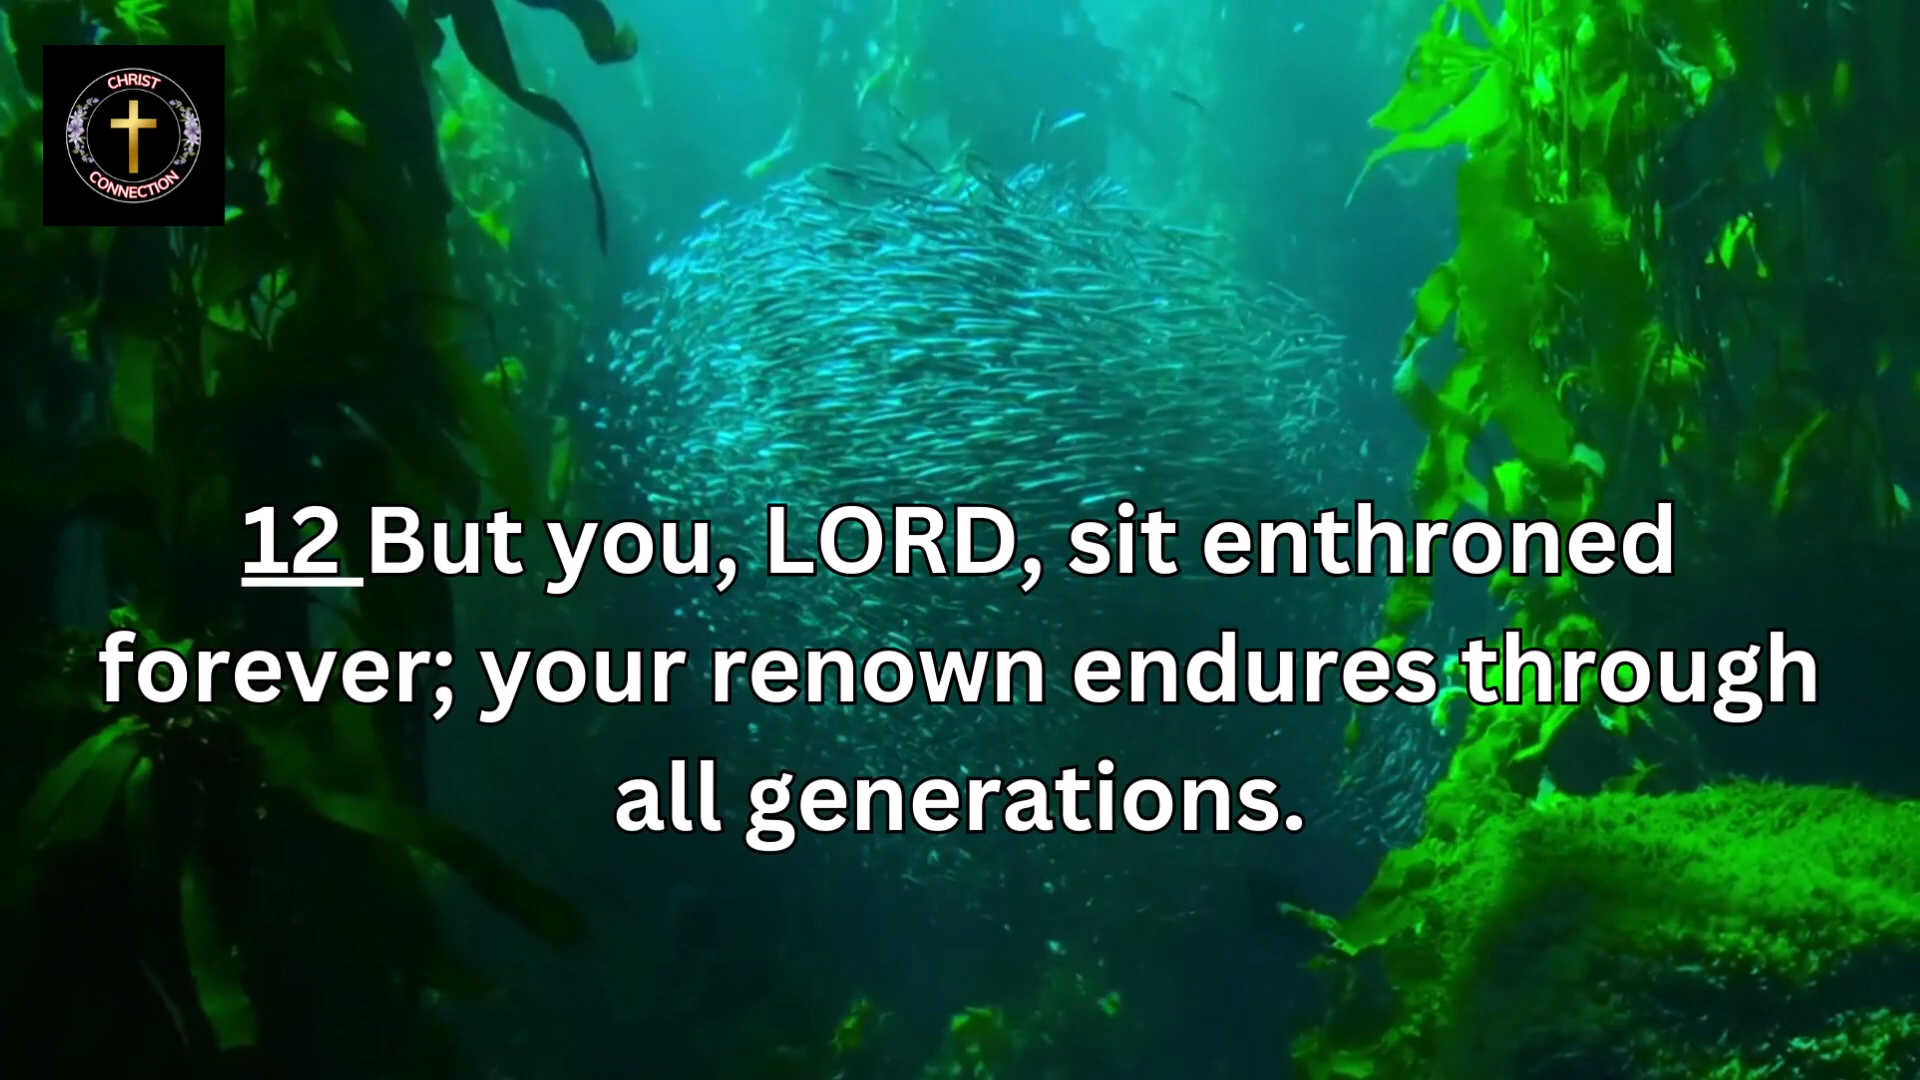 CHRIST
CONNECTION
12 But you, LORD, sit enthroned
forever; your renown endures through
all generations.